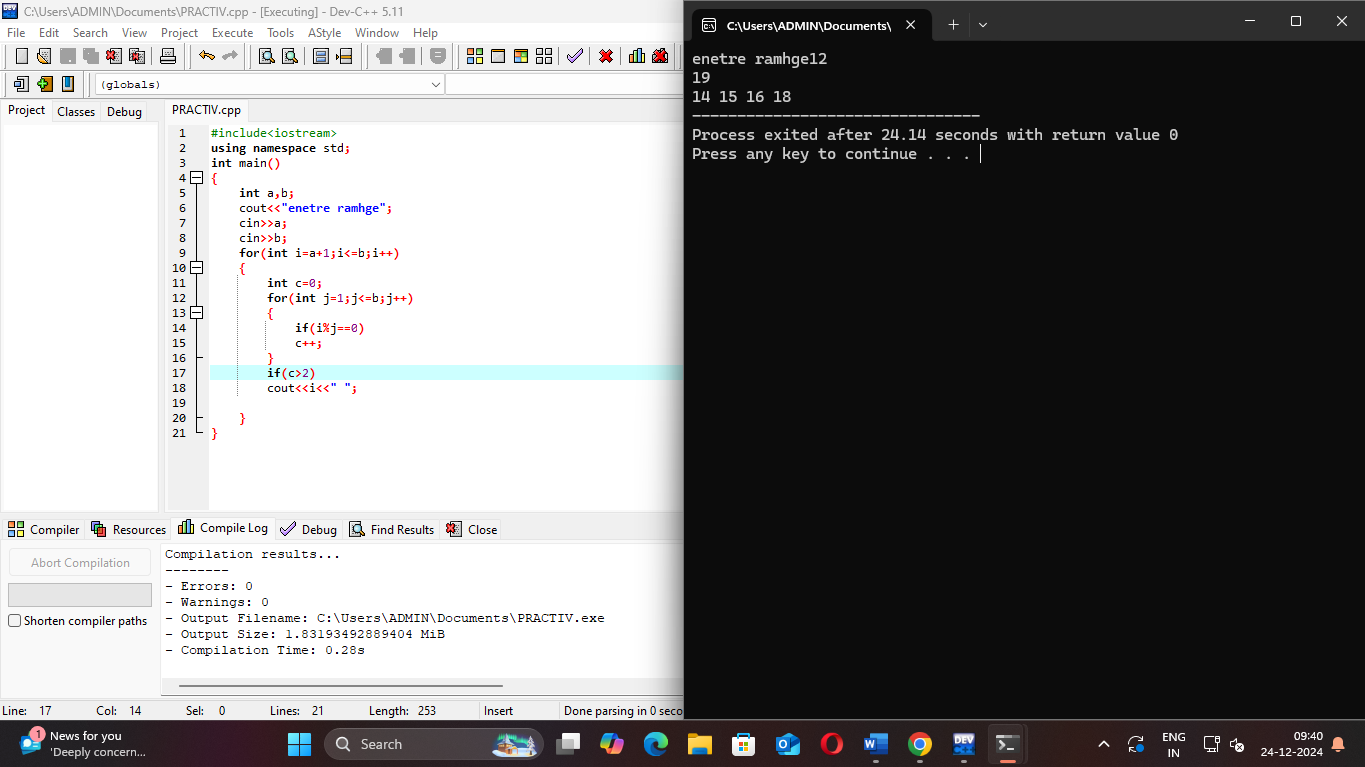 C:\Users\ADMIN\Documents\PRACTIV.cpp - [Executing] - Dev-C++ 5.11
File Edit Search View Project Execute Tools AStyle Window Help
(globals)
Project Classes Debug
PRACTIV.cpp
1 #include<iostream>
2 using namespace std;
3 int main()
4 {
5 int a,b;
6 cout<<"enetre ramhge";
7 cin>>a;
8 cin>>b;
9 for(int i=a+1;i<=b;i++)
10 {
11 int c=0;
12 for(int j=1;j<=b;j++)
13 {
14 if(i%j==0)
15 c++;
16 }
17 if(c>2)
18 cout<<i<<" ";
19
20 }
21 }
Compiler Resources Compile Log Debug Find Results Close
Abort Compilation
Shorten compiler paths
Compilation results...
--------
- Errors: 0
- Warnings: 0
- Output Filename: C:\Users\ADMIN\Documents\PRACTIV.exe
- Output Size: 1.83193492889404 MiB
- Compilation Time: 0.28s
Line: 17 Col: 14 Sel: 0 Lines: 21 Length: 253 Insert Done parsing in 0 seco
C:\Users\ADMIN\Documents\
enetre ramhge12
19
14 15 16 18
--------------------------------
Process exited after 24.14 seconds with return value 0
Press any key to continue . . .
1
News for you
'Deeply concern...
Search
DEV
ENG
IN
09:40
24-12-2024